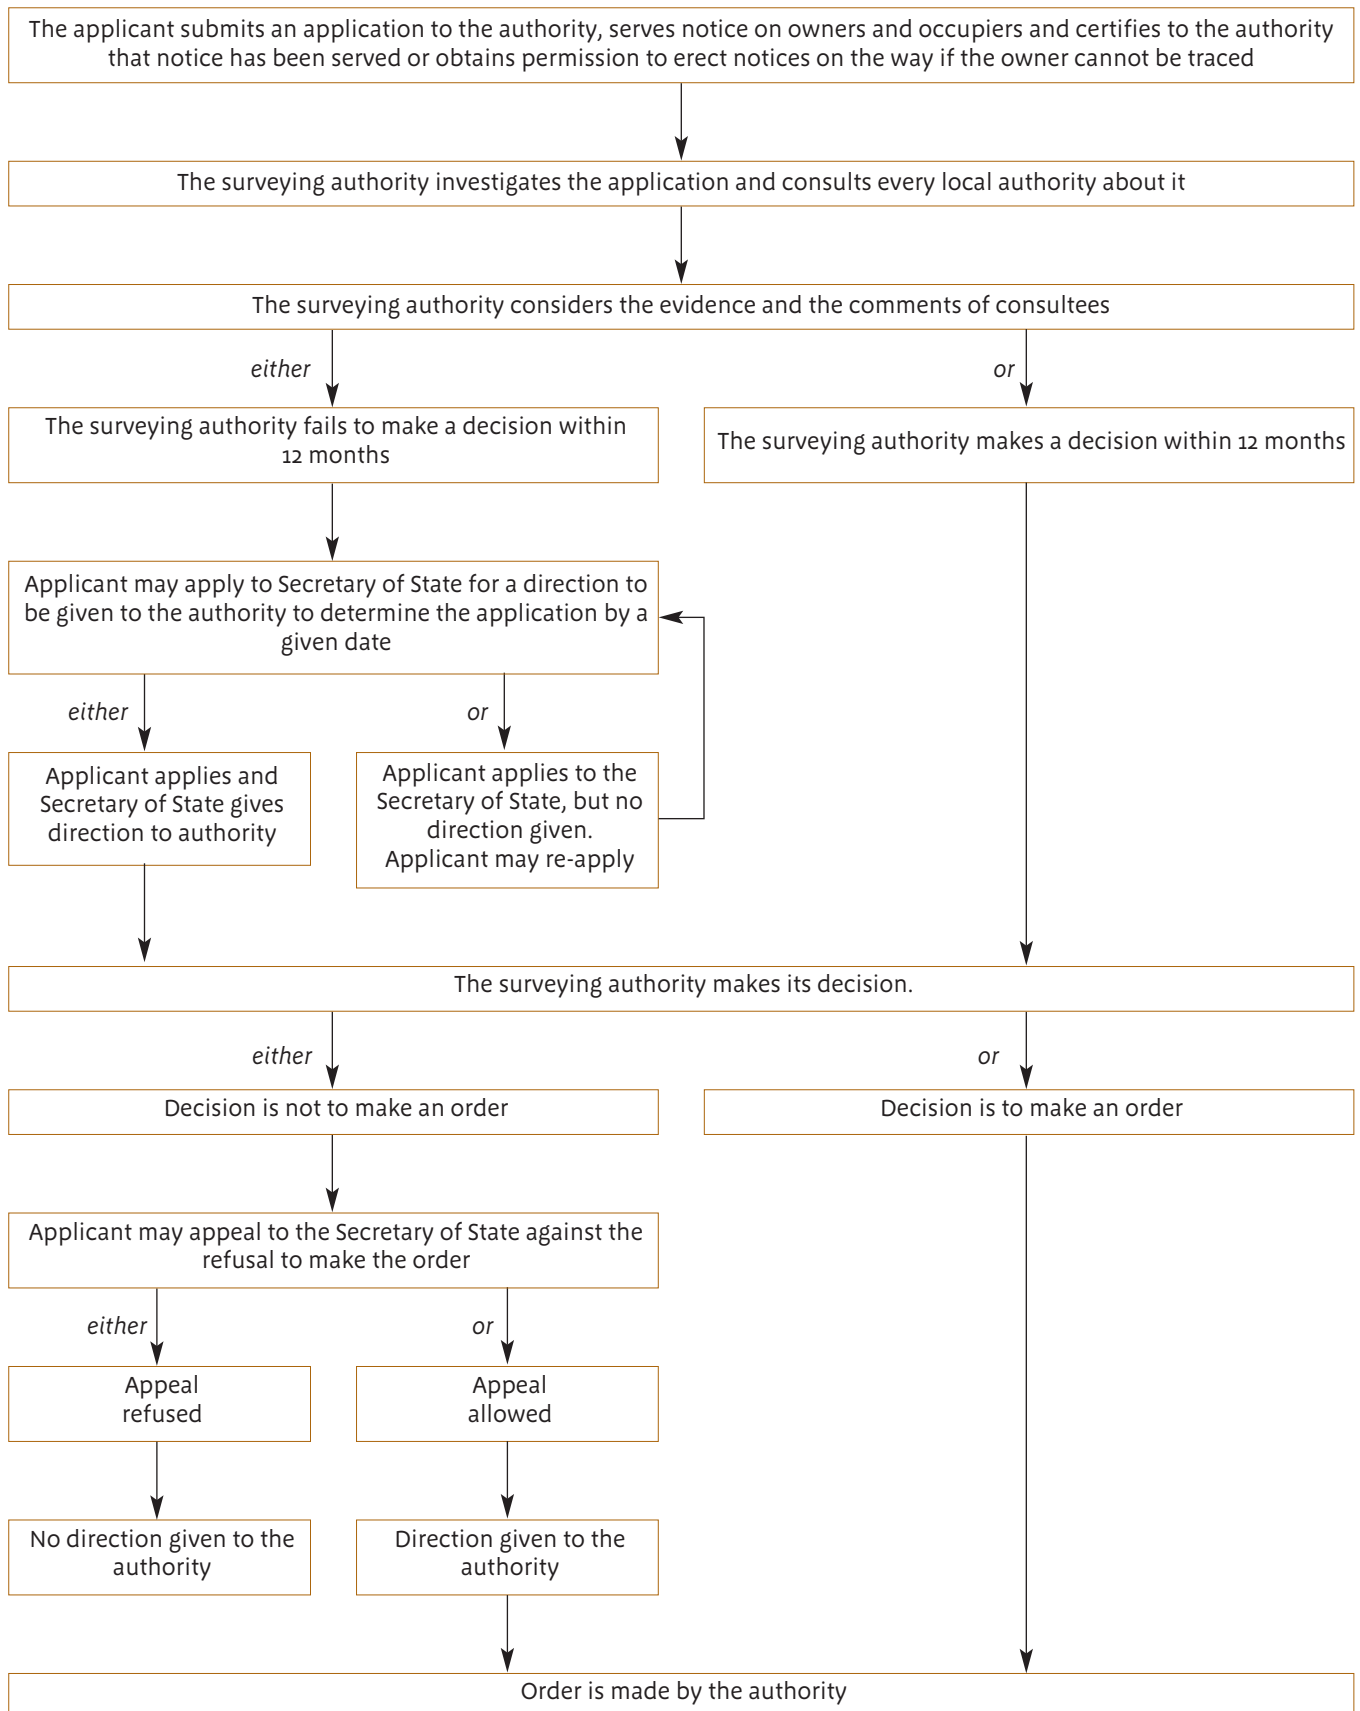 The applicant submits an application to the authority, serves notice on owners and occupiers and certifies to the authority
that notice has been served or obtains permission to erect notices on the way if the owner cannot be traced
The surveying authority investigates the application and consults every local authority about it
The surveying authority considers the evidence and the comments of consultees
either
or
The surveying authority fails to make a decision within
12 months
The surveying authority makes a decision within 12 months
Applicant may apply to Secretary of State for a direction to
be given to the authority to determine the application by a
given date
either
or
Applicant applies and
Secretary of State gives
direction to authority
Applicant applies to the
Secretary of State, but no
direction given.
Applicant may re-apply
The surveying authority makes its decision.
either
or
Decision is not to make an order
Decision is to make an order
Applicant may appeal to the Secretary of State against the
refusal to make the order
either
or
Appeal
refused
Appeal
allowed
No direction given to the
authority
Direction given to the
authority
Order is made by the authority